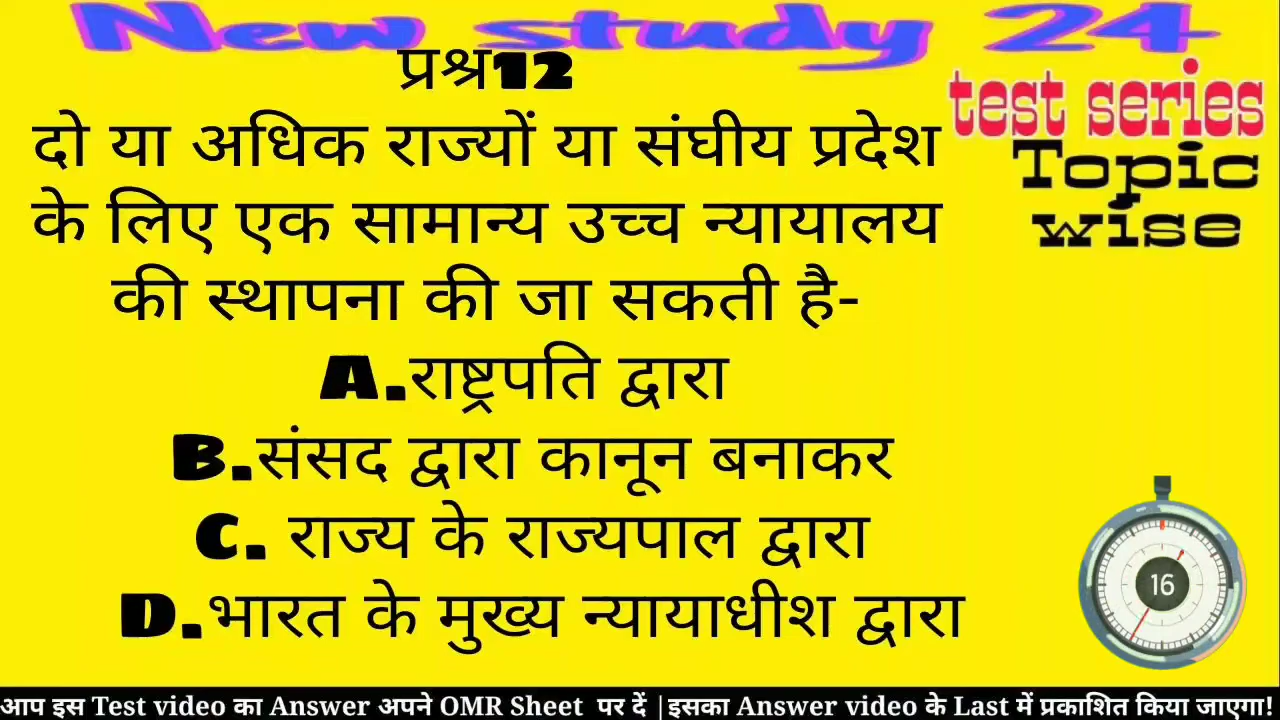 New study 24
test series
Topic
wise
प्रश्न12
दो या अधिक राज्यों या संघीय प्रदेश
के लिए एक सामान्य उच्च न्यायालय
की स्थापना की जा सकती है-
A.राष्ट्रपति द्वारा
B.संसद द्वारा कानून बनाकर
C. राज्य के राज्यपाल द्वारा
D.भारत के मुख्य न्यायाधीश द्वारा
16
आप इस Test video का Answer अपने OMR Sheet पर दें |इसका Answer video के Last में प्रकाशित किया जाएगा!